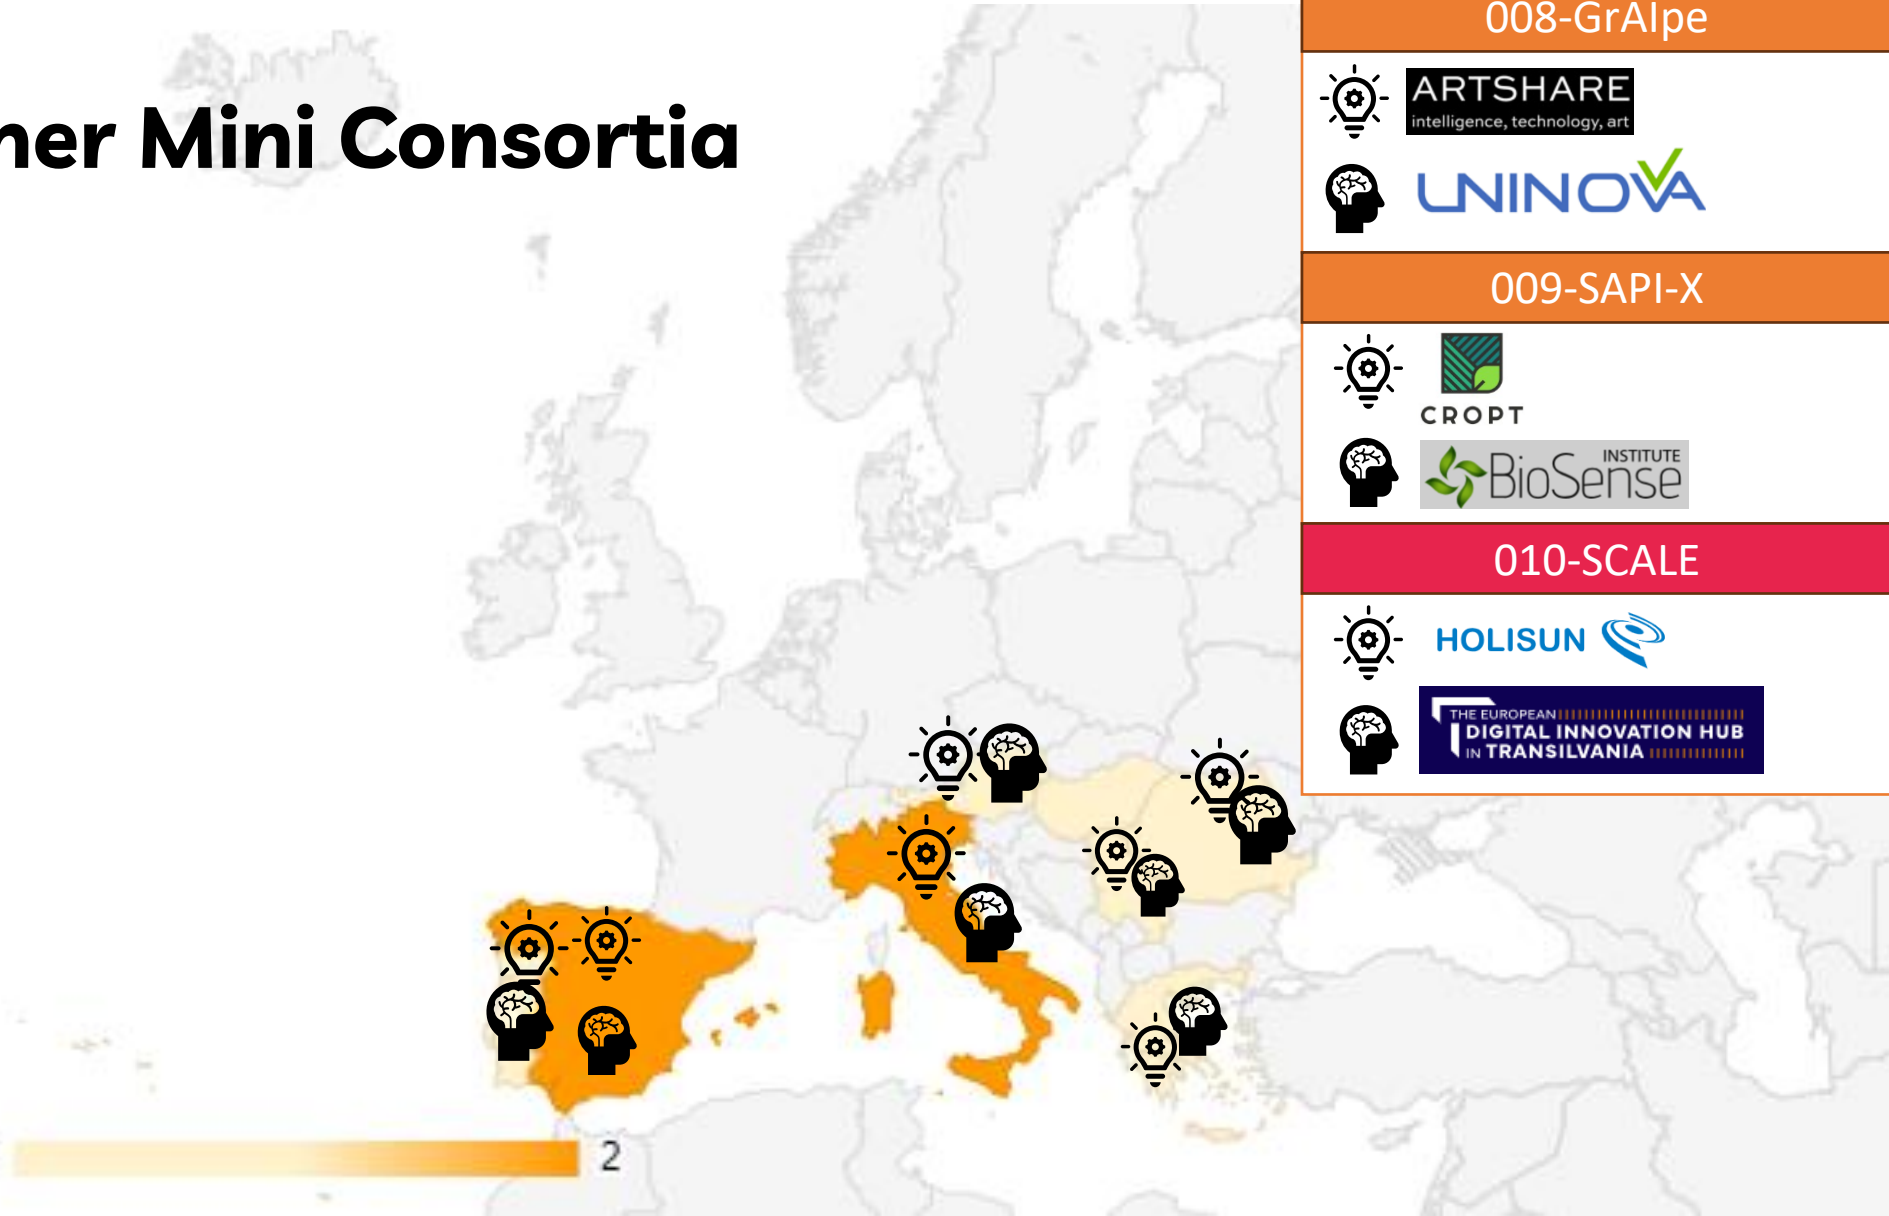 Mini Consortia
008-GrAIpe
ARTSHARE
intelligence, technology, art
UNINOVA
009-SAPI-X
CROPT
BioSense
INSTITUTE
010-SCALE
HOLISUN
THE EUROPEAN
DIGITAL INNOVATION HUB
IN TRANSILVANIA
2